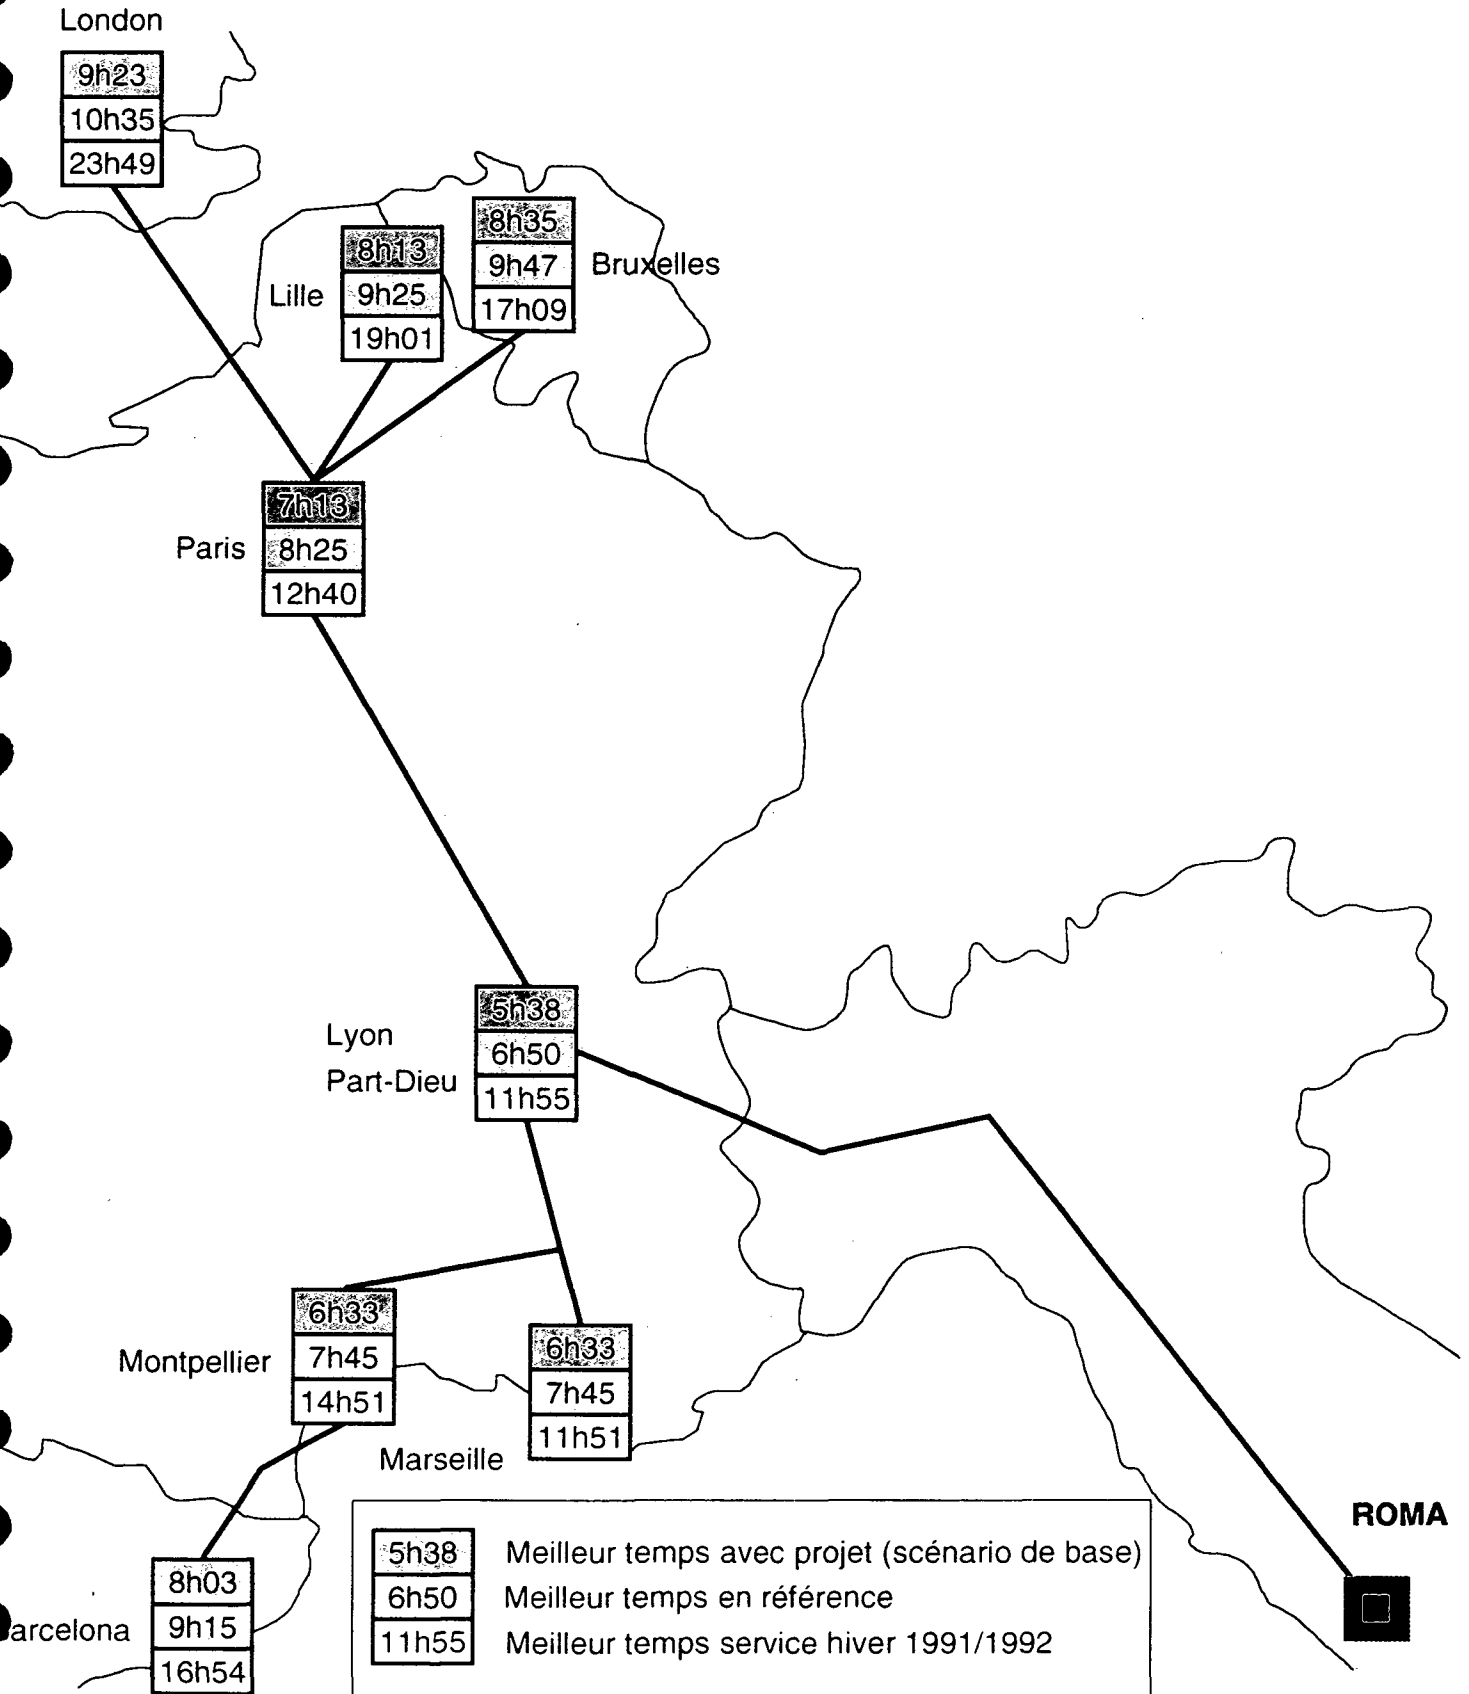 London
9h23
10h35
23h49
8h35
9h47
17h09
Bruxelles
8h13
9h25
19h01
Lille
7h13
8h25
12h40
Paris
5h38
6h50
11h55
Lyon
Part-Dieu
6h33
7h45
14h51
Montpellier
6h33
7h45
11h51
Marseille
ROMA
8h03
9h15
16h54
arcelona
5h38 Meilleur temps avec projet (scénario de base)
6h50 Meilleur temps en référence
11h55 Meilleur temps service hiver 1991/1992